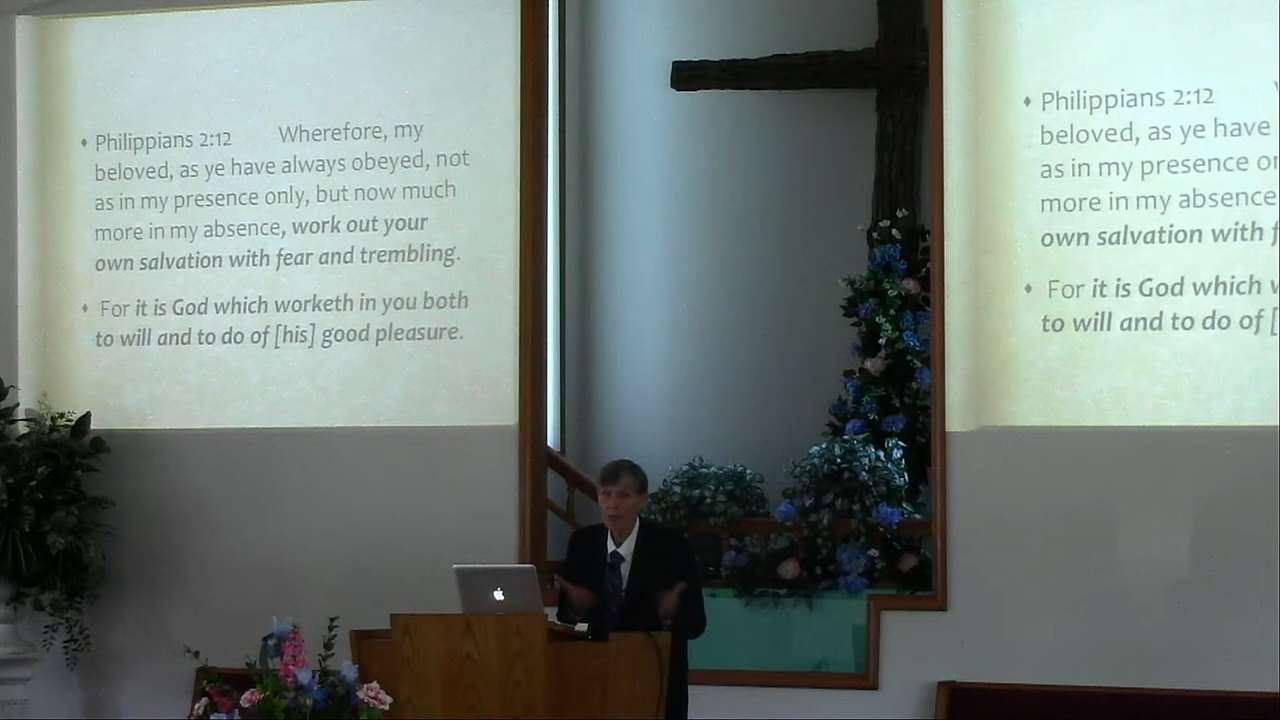 Philippians 2:12 Wherefore, my
beloved, as ye have always obeyed, not
as in my presence only, but now much
more in my absence, work out your
own salvation with fear and trembling.
For it is God which worketh in you both
to will and to do of [his] good pleasure.
Philippians 2:12
beloved, as ye have
as in my presence
more in my absence
own salvation with
For it is God which
to will and to do of [